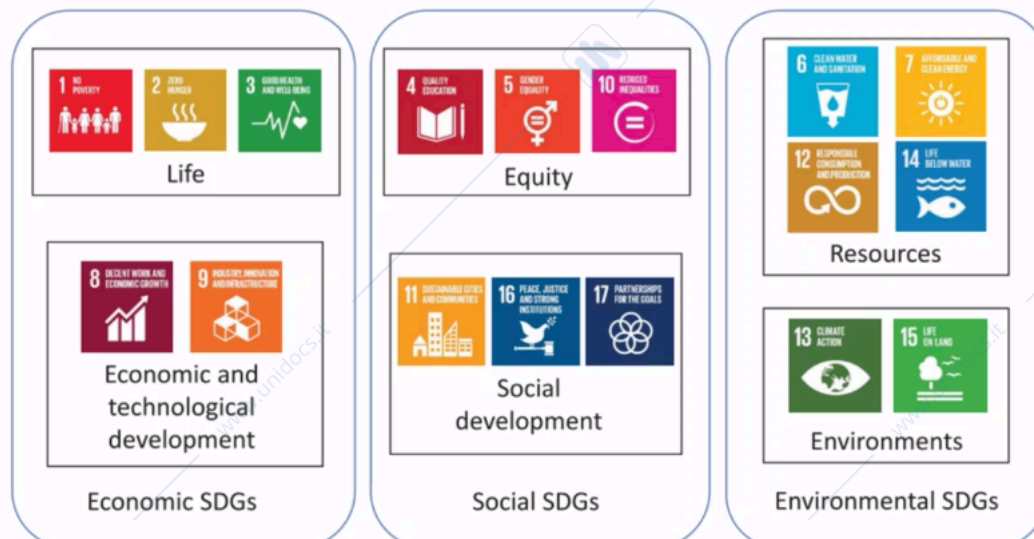 1 NO
POVERTY
2 ZERO
HUNGER
3 GOOD HEALTH
AND WELL-BEING
Life
8 DECENT WORK AND
ECONOMIC GROWTH
9 INDUSTRY, INNOVATION
AND INFRASTRUCTURE
Economic and
technological
development
Economic SDGs
4 QUALITY
EDUCATION
5 GENDER
EQUALITY
10 REDUCED
INEQUALITIES
Equity
11 SUSTAINABLE CITIES
AND COMMUNITIES
16 PEACE, JUSTICE
AND STRONG
INSTITUTIONS
17 PARTNERSHIPS
FOR THE GOALS
Social
development
Social SDGs
6 CLEAN WATER
AND SANITATION
7 AFFORDABLE AND
CLEAN ENERGY
12 RESPONSIBLE
CONSUMPTION
AND PRODUCTION
14 LIFE
BELOW WATER
Resources
13 CLIMATE
ACTION
15 LIFE
ON LAND
Environments
Environmental SDGs
www.unidocs.it